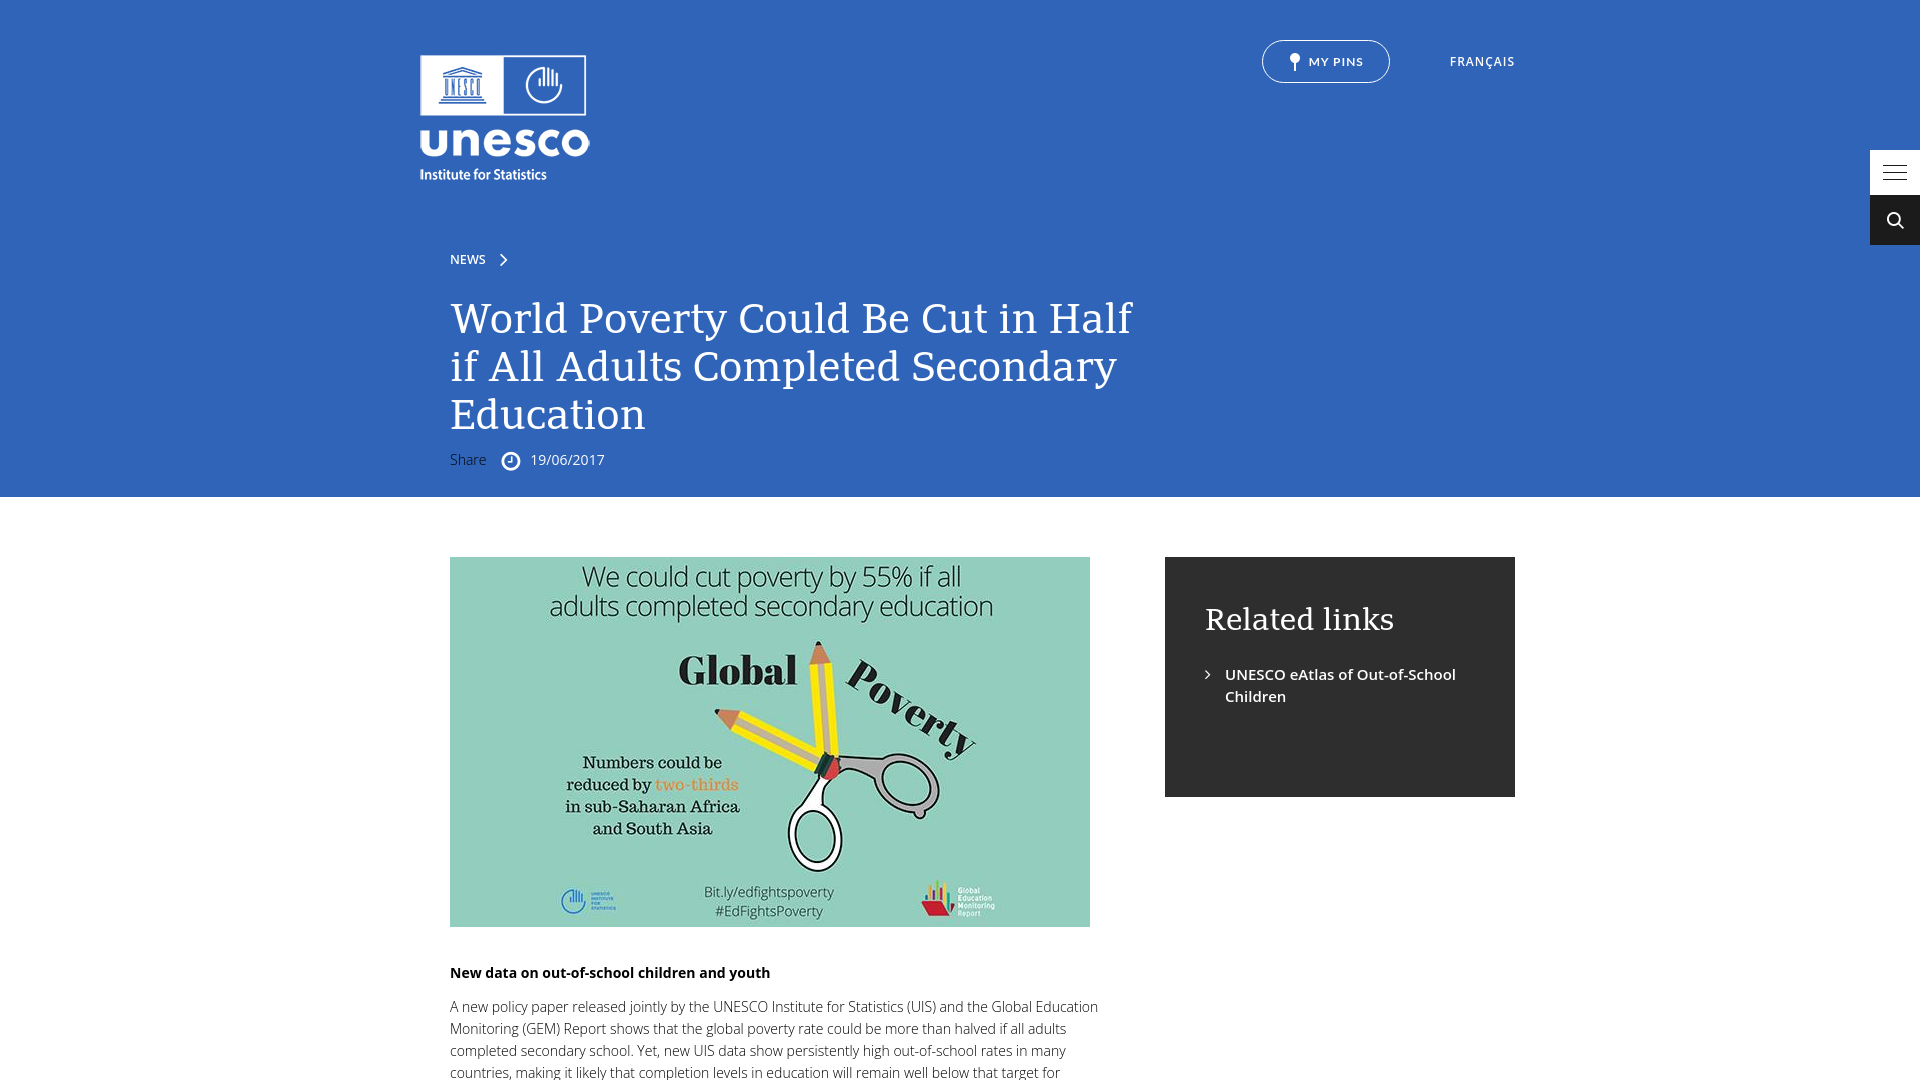 UNESCO
unesco
Institute for Statistics
MY PINS
FRANÇAIS
NEWS
World Poverty Could Be Cut in Half
if All Adults Completed Secondary
Education
Share 19/06/2017
We could cut poverty by 55% if all
adults completed secondary education
Global Poverty
Numbers could be
reduced by two-thirds
in sub-Saharan Africa
and South Asia
Bit.ly/edfightspoverty
#EdFightsPoverty
UNESCO
INSTITUTE
FOR
STATISTICS
Global
Education
Monitoring
Report
Related links
UNESCO eAtlas of Out-of-School
Children
New data on out-of-school children and youth
A new policy paper released jointly by the UNESCO Institute for Statistics (UIS) and the Global Education
Monitoring (GEM) Report shows that the global poverty rate could be more than halved if all adults
completed secondary school. Yet, new UIS data show persistently high out-of-school rates in many
countries, making it likely that completion levels in education will remain well below that target for